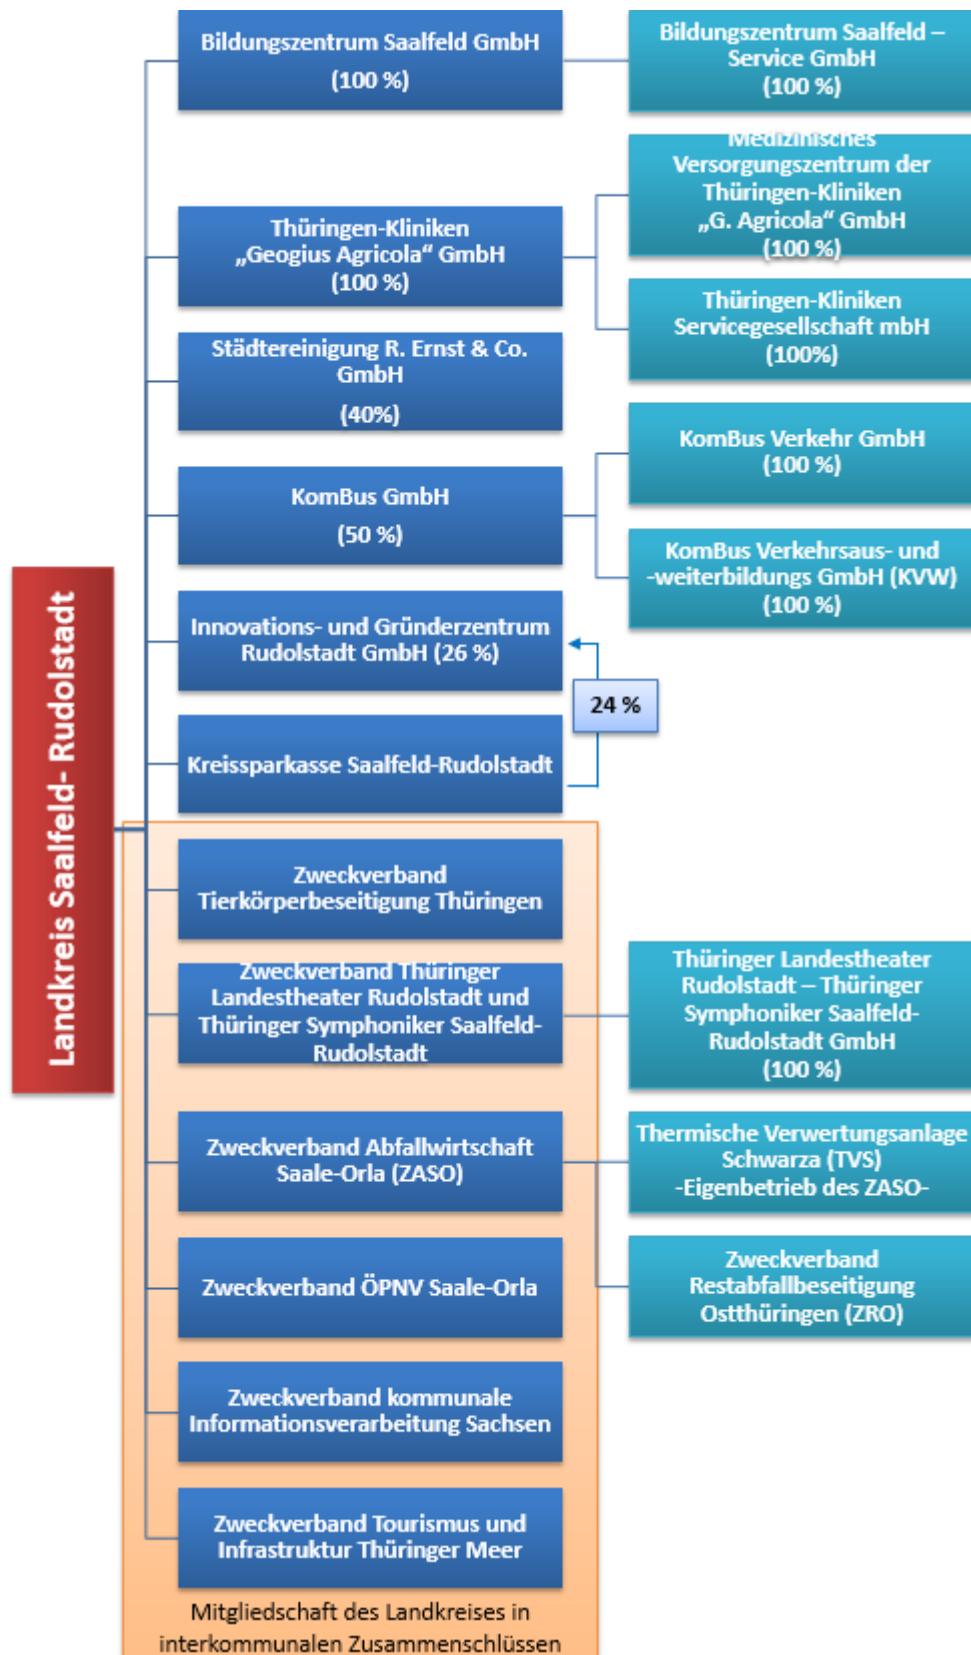 Landkreis Saalfeld- Rudolstadt
Bildungszentrum Saalfeld GmbH
(100 %)
Bildungszentrum Saalfeld –
Service GmbH
(100 %)
Thüringen-Kliniken
„Geogius Agricola“ GmbH
(100 %)
Medizinisches
Versorgungszentrum der
Thüringen-Kliniken
„G. Agricola“ GmbH
(100 %)
Thüringen-Kliniken
Servicegesellschaft mbH
(100%)
Städtereinigung R. Ernst & Co.
GmbH
(40%)
KomBus GmbH
(50 %)
KomBus Verkehr GmbH
(100 %)
KomBus Verkehrsaus- und
-weiterbildungs GmbH (KVW)
(100 %)
Innovations- und Gründerzentrum
Rudolstadt GmbH (26 %)
24 %
Kreissparkasse Saalfeld-Rudolstadt
Zweckverband
Tierkörperbeseitigung Thüringen
Zweckverband Thüringer
Landestheater Rudolstadt und
Thüringer Symphoniker Saalfeld-
Rudolstadt
Thüringer Landestheater
Rudolstadt – Thüringer
Symphoniker Saalfeld-
Rudolstadt GmbH
(100 %)
Zweckverband Abfallwirtschaft
Saale-Orla (ZASO)
Thermische Verwertungsanlage
Schwarza (TVS)
-Eigenbetrieb des ZASO-
Zweckverband
Restabfallbeseitigung
Ostthüringen (ZRO)
Zweckverband ÖPNV Saale-Orla
Zweckverband kommunale
Informationsverarbeitung Sachsen
Zweckverband Tourismus und
Infrastruktur Thüringer Meer
Mitgliedschaft des Landkreises in
interkommunalen Zusammenschlüssen